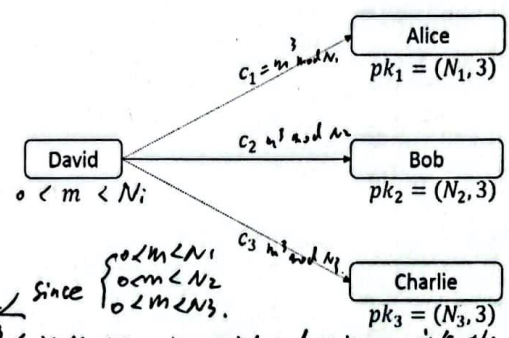 Alice
c₁ = m³ mod N₁
pk₁ = (N₁, 3)
c₂ m³ mod N₂
David
Bob
0 < m < Nᵢ
pk₂ = (N₂, 3)
c₃ m³ mod N₃.
Since { 0<m<N₁
0<m<N₂
0<m<N₃.
Charlie
pk₃ = (N₃, 3)